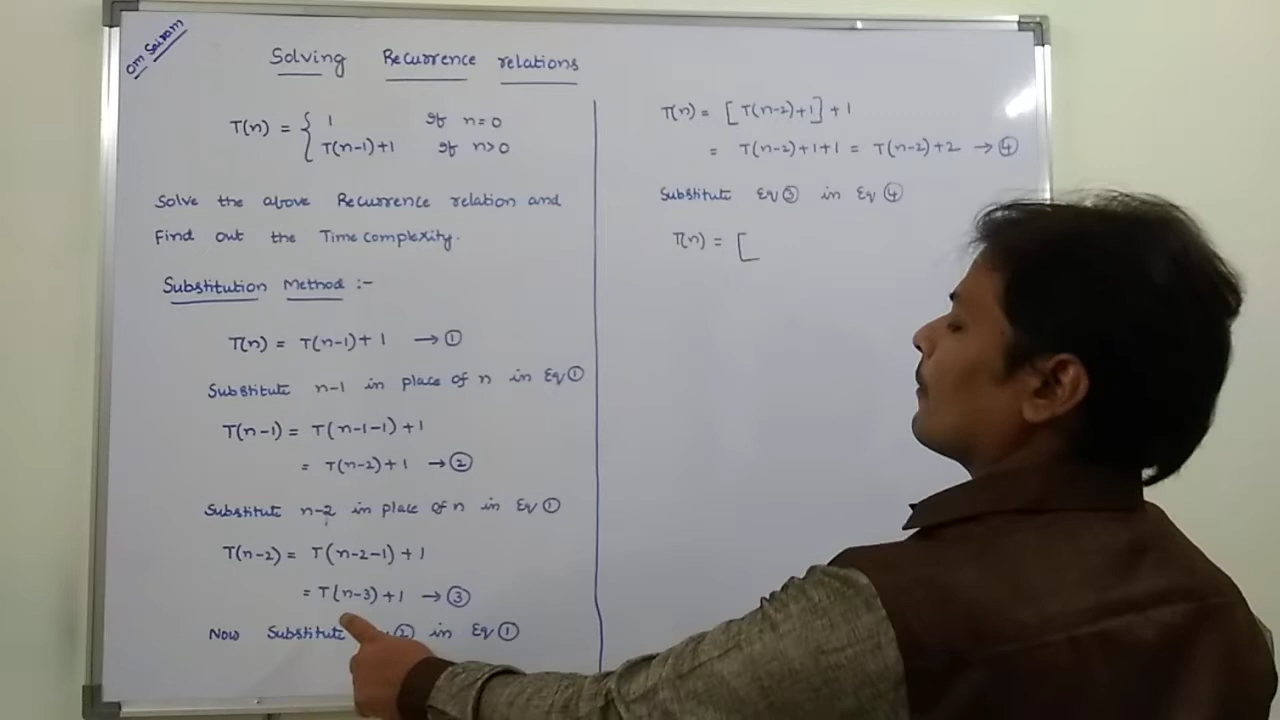 Om Sairam
Solving Recurrence relations
T(n) = { 1 if n=0
T(n-1)+1 if n>0
Solve the above Recurrence relation and
Find out the Time complexity.
Substitution Method :-
T(n) = T(n-1)+1 → ①
Substitute n-1 in place of n in Eq ①
T(n-1) = T(n-1-1)+1
= T(n-2)+1 → ②
Substitute n-2 in place of n in Eq ①
T(n-2) = T(n-2-1)+1
= T(n-3)+1 → ③
Now Substitute ② in Eq ①
T(n) = [T(n-2)+1]+1
= T(n-2)+1+1 = T(n-2)+2 → ④
Substitute Eq ③ in Eq ④
T(n) = [